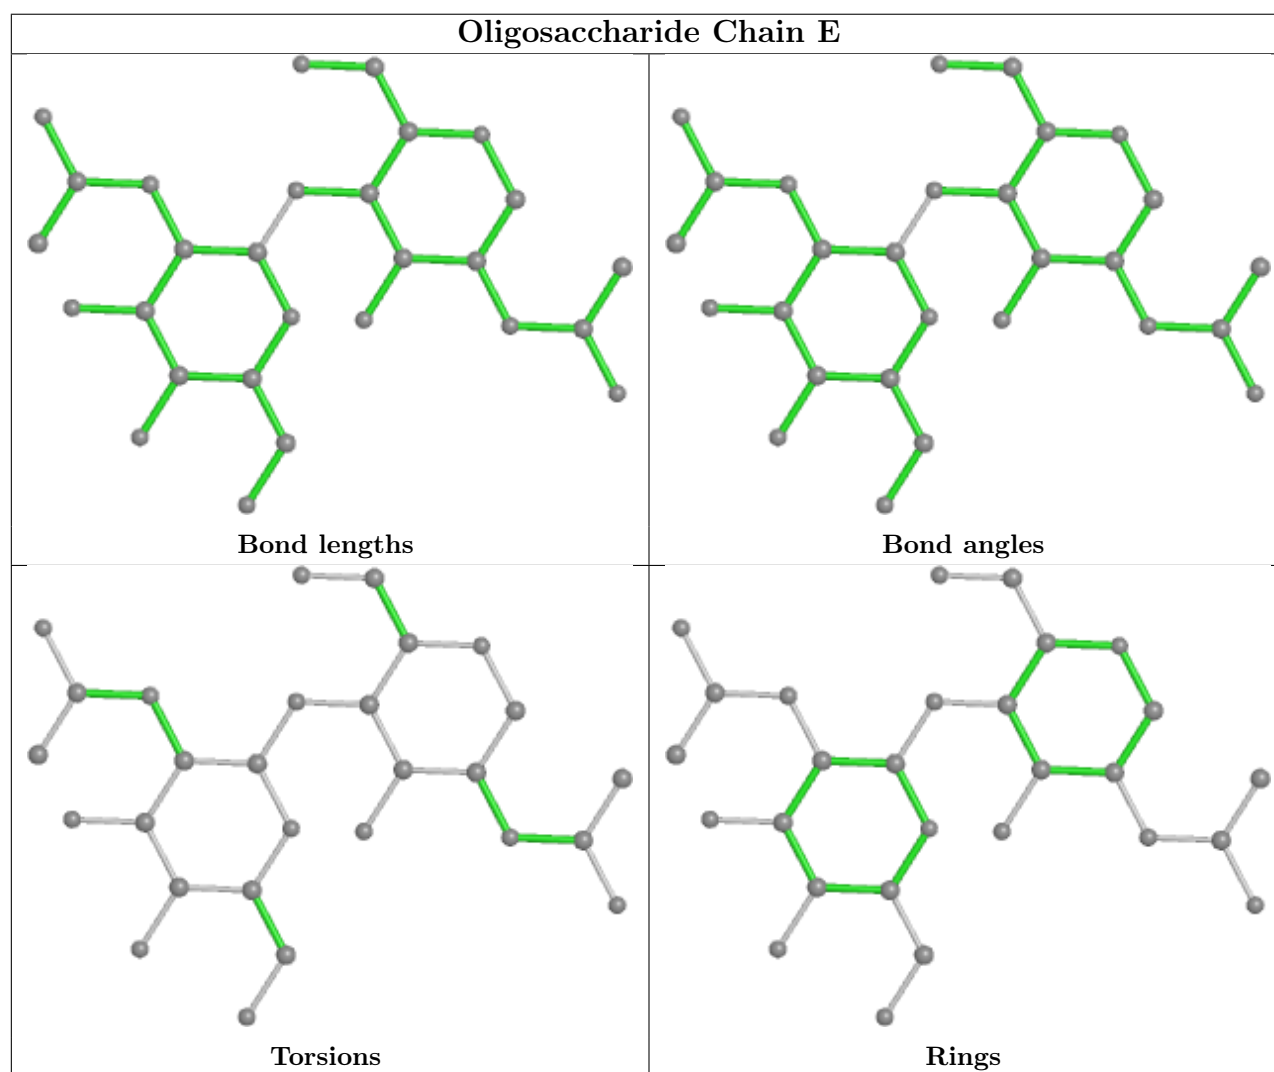 Oligosaccharide Chain E
Bond lengths
Bond angles
Torsions
Rings